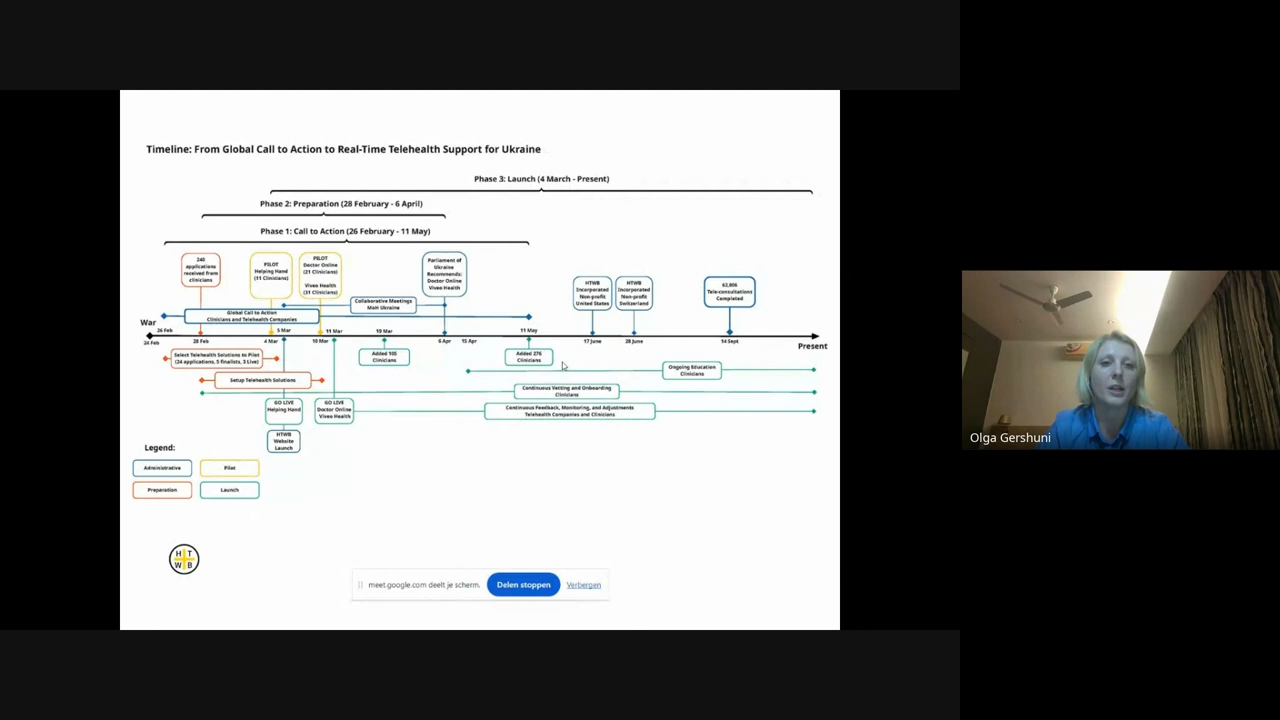 Timeline: From Global Call to Action to Real-Time Telehealth Support for Ukraine
Phase 3: Launch (4 March - Present)
Phase 2: Preparation (28 February - 6 April)
Phase 1: Call to Action (26 February - 11 May)
240
applications
received from
clinicians
PILOT
Helping Hand
(11 Clinicians)
PILOT
Doctor Online
(21 Clinicians)
Viveo Health
(31 Clinicians)
Parliament of
Ukraine
Recommends:
Doctor Online
Viveo Health
HTWB
Incorporated
Non-profit
United States
HTWB
Incorporated
Non-profit
Switzerland
62,806
Tele-consultations
Completed
Collaborative Meetings
MoH Ukraine
Global Call to Action
Clinicians and Telehealth Companies
War
26 Feb
5 Mar
11 Mar
19 Mar
11 May
24 Feb
28 Feb
4 Mar
10 Mar
6 Apr
15 Apr
17 June
28 June
14 Sept
Present
Select Telehealth Solutions to Pilot
(24 applications, 5 finalists, 3 Live)
Added 105
Clinicians
Added 276
Clinicians
Ongoing Education
Clinicians
Setup Telehealth Solutions
Continuous Vetting and Onboarding
Clinicians
GO LIVE
Helping Hand
GO LIVE
Doctor Online
Viveo Health
Continuous Feedback, Monitoring, and Adjustments
Telehealth Companies and Clinicians
HTWB
Website
Launch
Legend:
Administrative
Pilot
Preparation
Launch
H T
W B
meet.google.com deelt je scherm.
Delen stoppen
Verbergen
Olga Gershuni